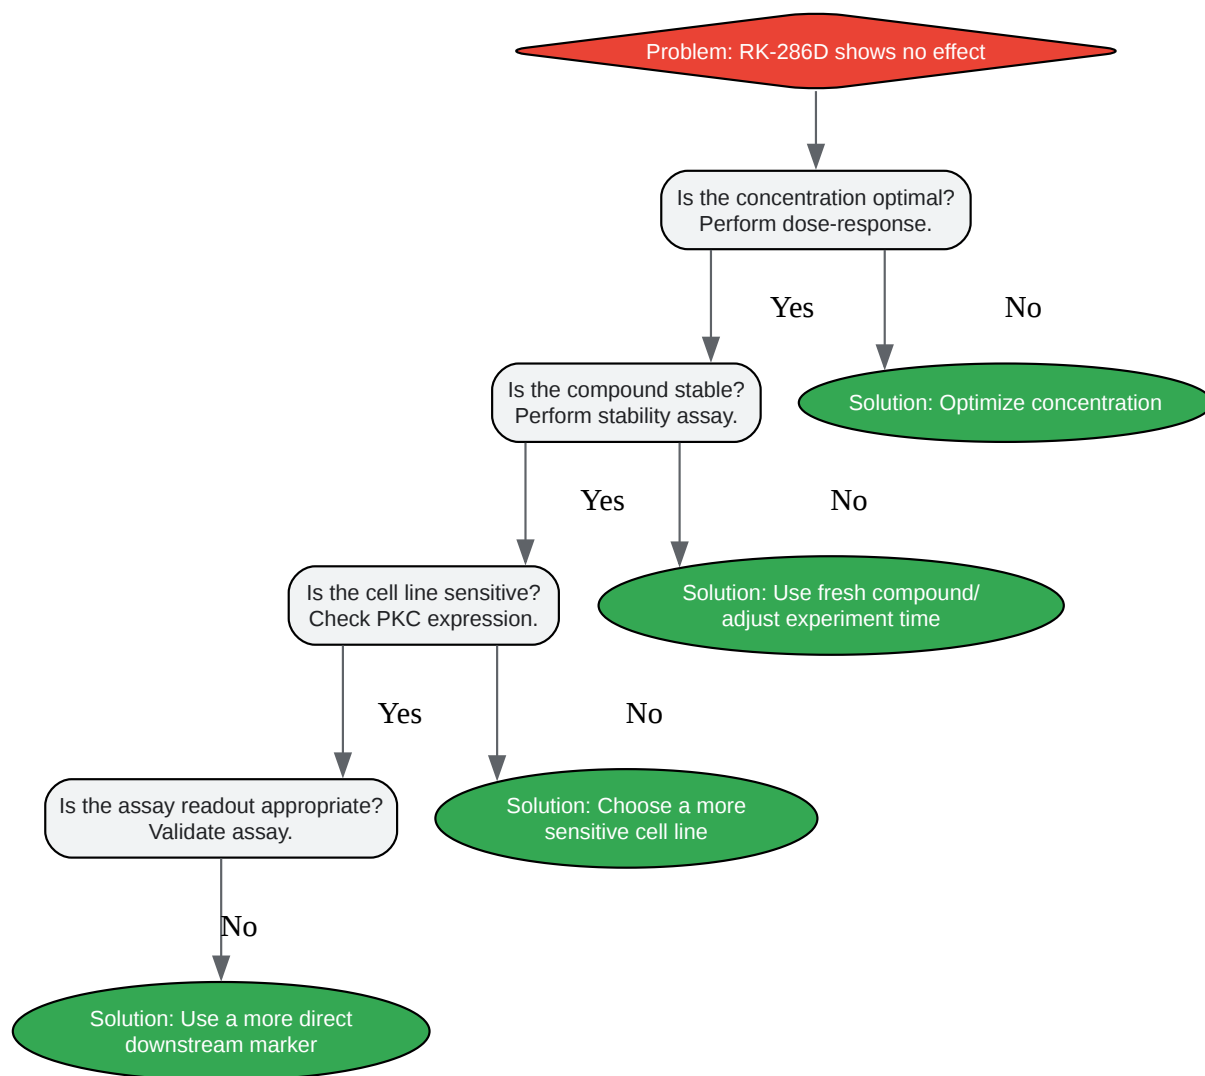 Problem: RK-286D shows no effect
Is the concentration optimal?
Perform dose-response.
Yes
No
Is the compound stable?
Perform stability assay.
Solution: Optimize concentration
Yes
No
Is the cell line sensitive?
Check PKC expression.
Solution: Use fresh compound/
adjust experiment time
Yes
No
Is the assay readout appropriate?
Validate assay.
Solution: Choose a more
sensitive cell line
No
Solution: Use a more direct
downstream marker